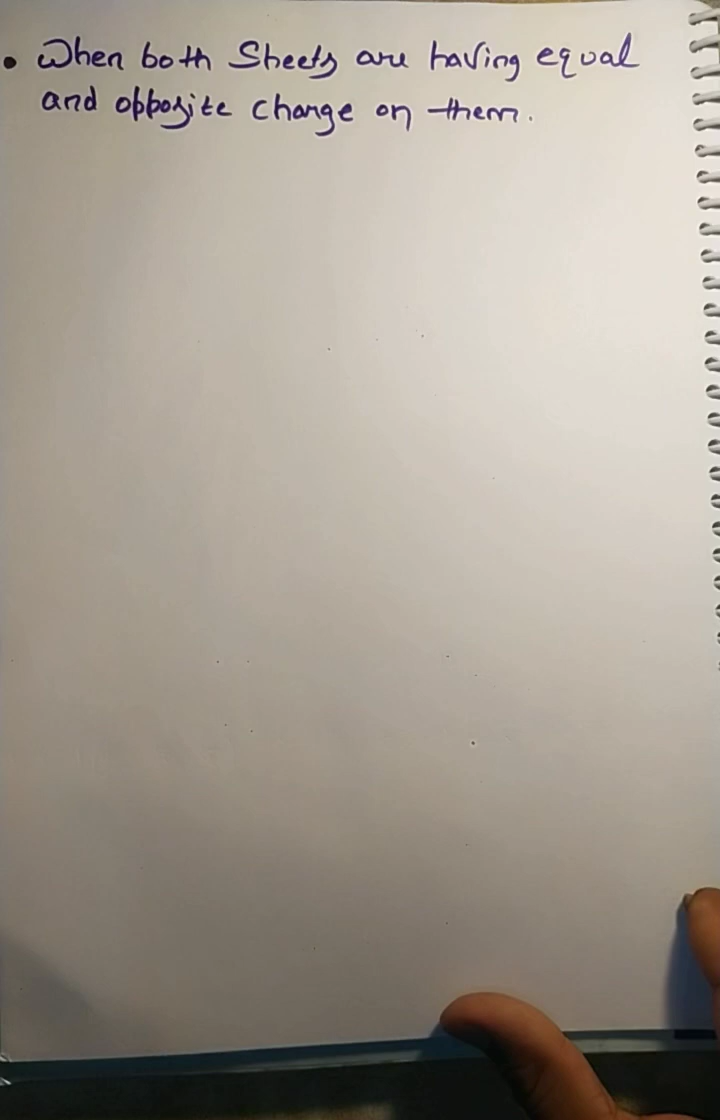 • When both Sheets are having equal
and opposite charge on them.